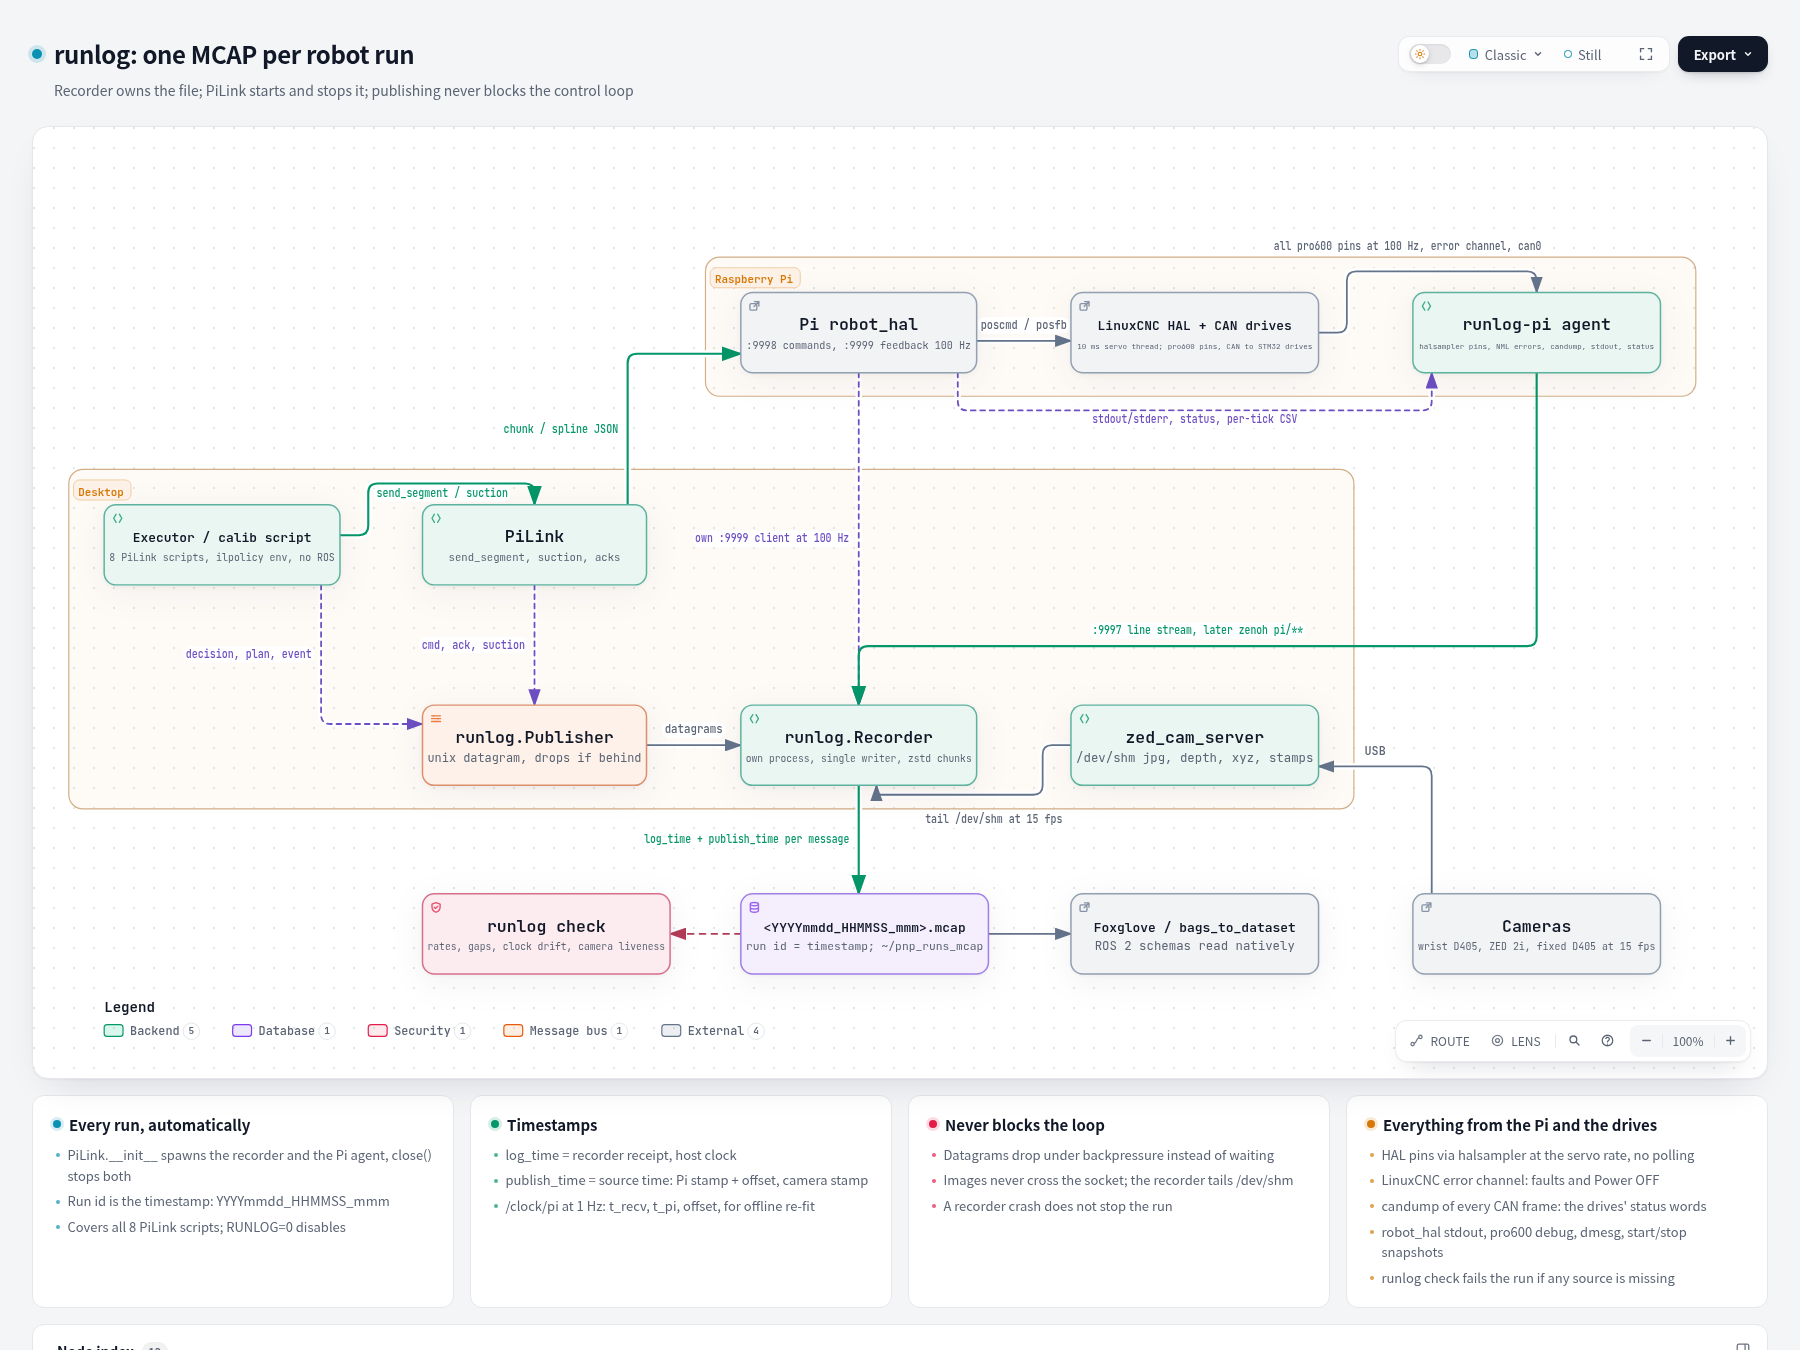 runlog: one MCAP per robot run
Recorder owns the file; PiLink starts and stops it; publishing never blocks the control loop
Classic
Still
Export
all pro600 pins at 100 Hz, error channel, can0
Raspberry Pi
Pi robot_hal
:9998 commands, :9999 feedback 100 Hz
poscmd / posfb
LinuxCNC HAL + CAN drives
10 ms servo thread; pro600 pins, CAN to STM32 drives
runlog-pi agent
halsampler pins, NML errors, candump, stdout, status
stdout/stderr, status, per-tick CSV
chunk / spline JSON
Desktop
send_segment / suction
Executor / calib script
8 PiLink scripts, ilpolicy env, no ROS
PiLink
send_segment, suction, acks
own :9999 client at 100 Hz
:9997 line stream, later zenoh pi/**
decision, plan, event
cmd, ack, suction
runlog.Publisher
unix datagram, drops if behind
datagrams
runlog.Recorder
own process, single writer, zstd chunks
zed_cam_server
/dev/shm jpg, depth, xyz, stamps
USB
tail /dev/shm at 15 fps
log_time + publish_time per message
runlog check
rates, gaps, clock drift, camera liveness
<YYYYmmdd_HHMMSS_mmm>.mcap
run id = timestamp; ~/pnp_runs_mcap
Foxglove / bags_to_dataset
ROS 2 schemas read natively
Cameras
wrist D405, ZED 2i, fixed D405 at 15 fps
Legend
Backend 5
Database 1
Security 1
Message bus 1
External 4
ROUTE
LENS
− 100% +
Every run, automatically
• PiLink.__init__ spawns the recorder and the Pi agent, close()
stops both
• Run id is the timestamp: YYYYmmdd_HHMMSS_mmm
• Covers all 8 PiLink scripts; RUNLOG=0 disables
Timestamps
• log_time = recorder receipt, host clock
• publish_time = source time: Pi stamp + offset, camera stamp
• /clock/pi at 1 Hz: t_recv, t_pi, offset, for offline re-fit
Never blocks the loop
• Datagrams drop under backpressure instead of waiting
• Images never cross the socket; the recorder tails /dev/shm
• A recorder crash does not stop the run
Everything from the Pi and the drives
• HAL pins via halsampler at the servo rate, no polling
• LinuxCNC error channel: faults and Power OFF
• candump of every CAN frame: the drives' status words
• robot_hal stdout, pro600 debug, dmesg, start/stop
snapshots
• runlog check fails the run if any source is missing
Node index